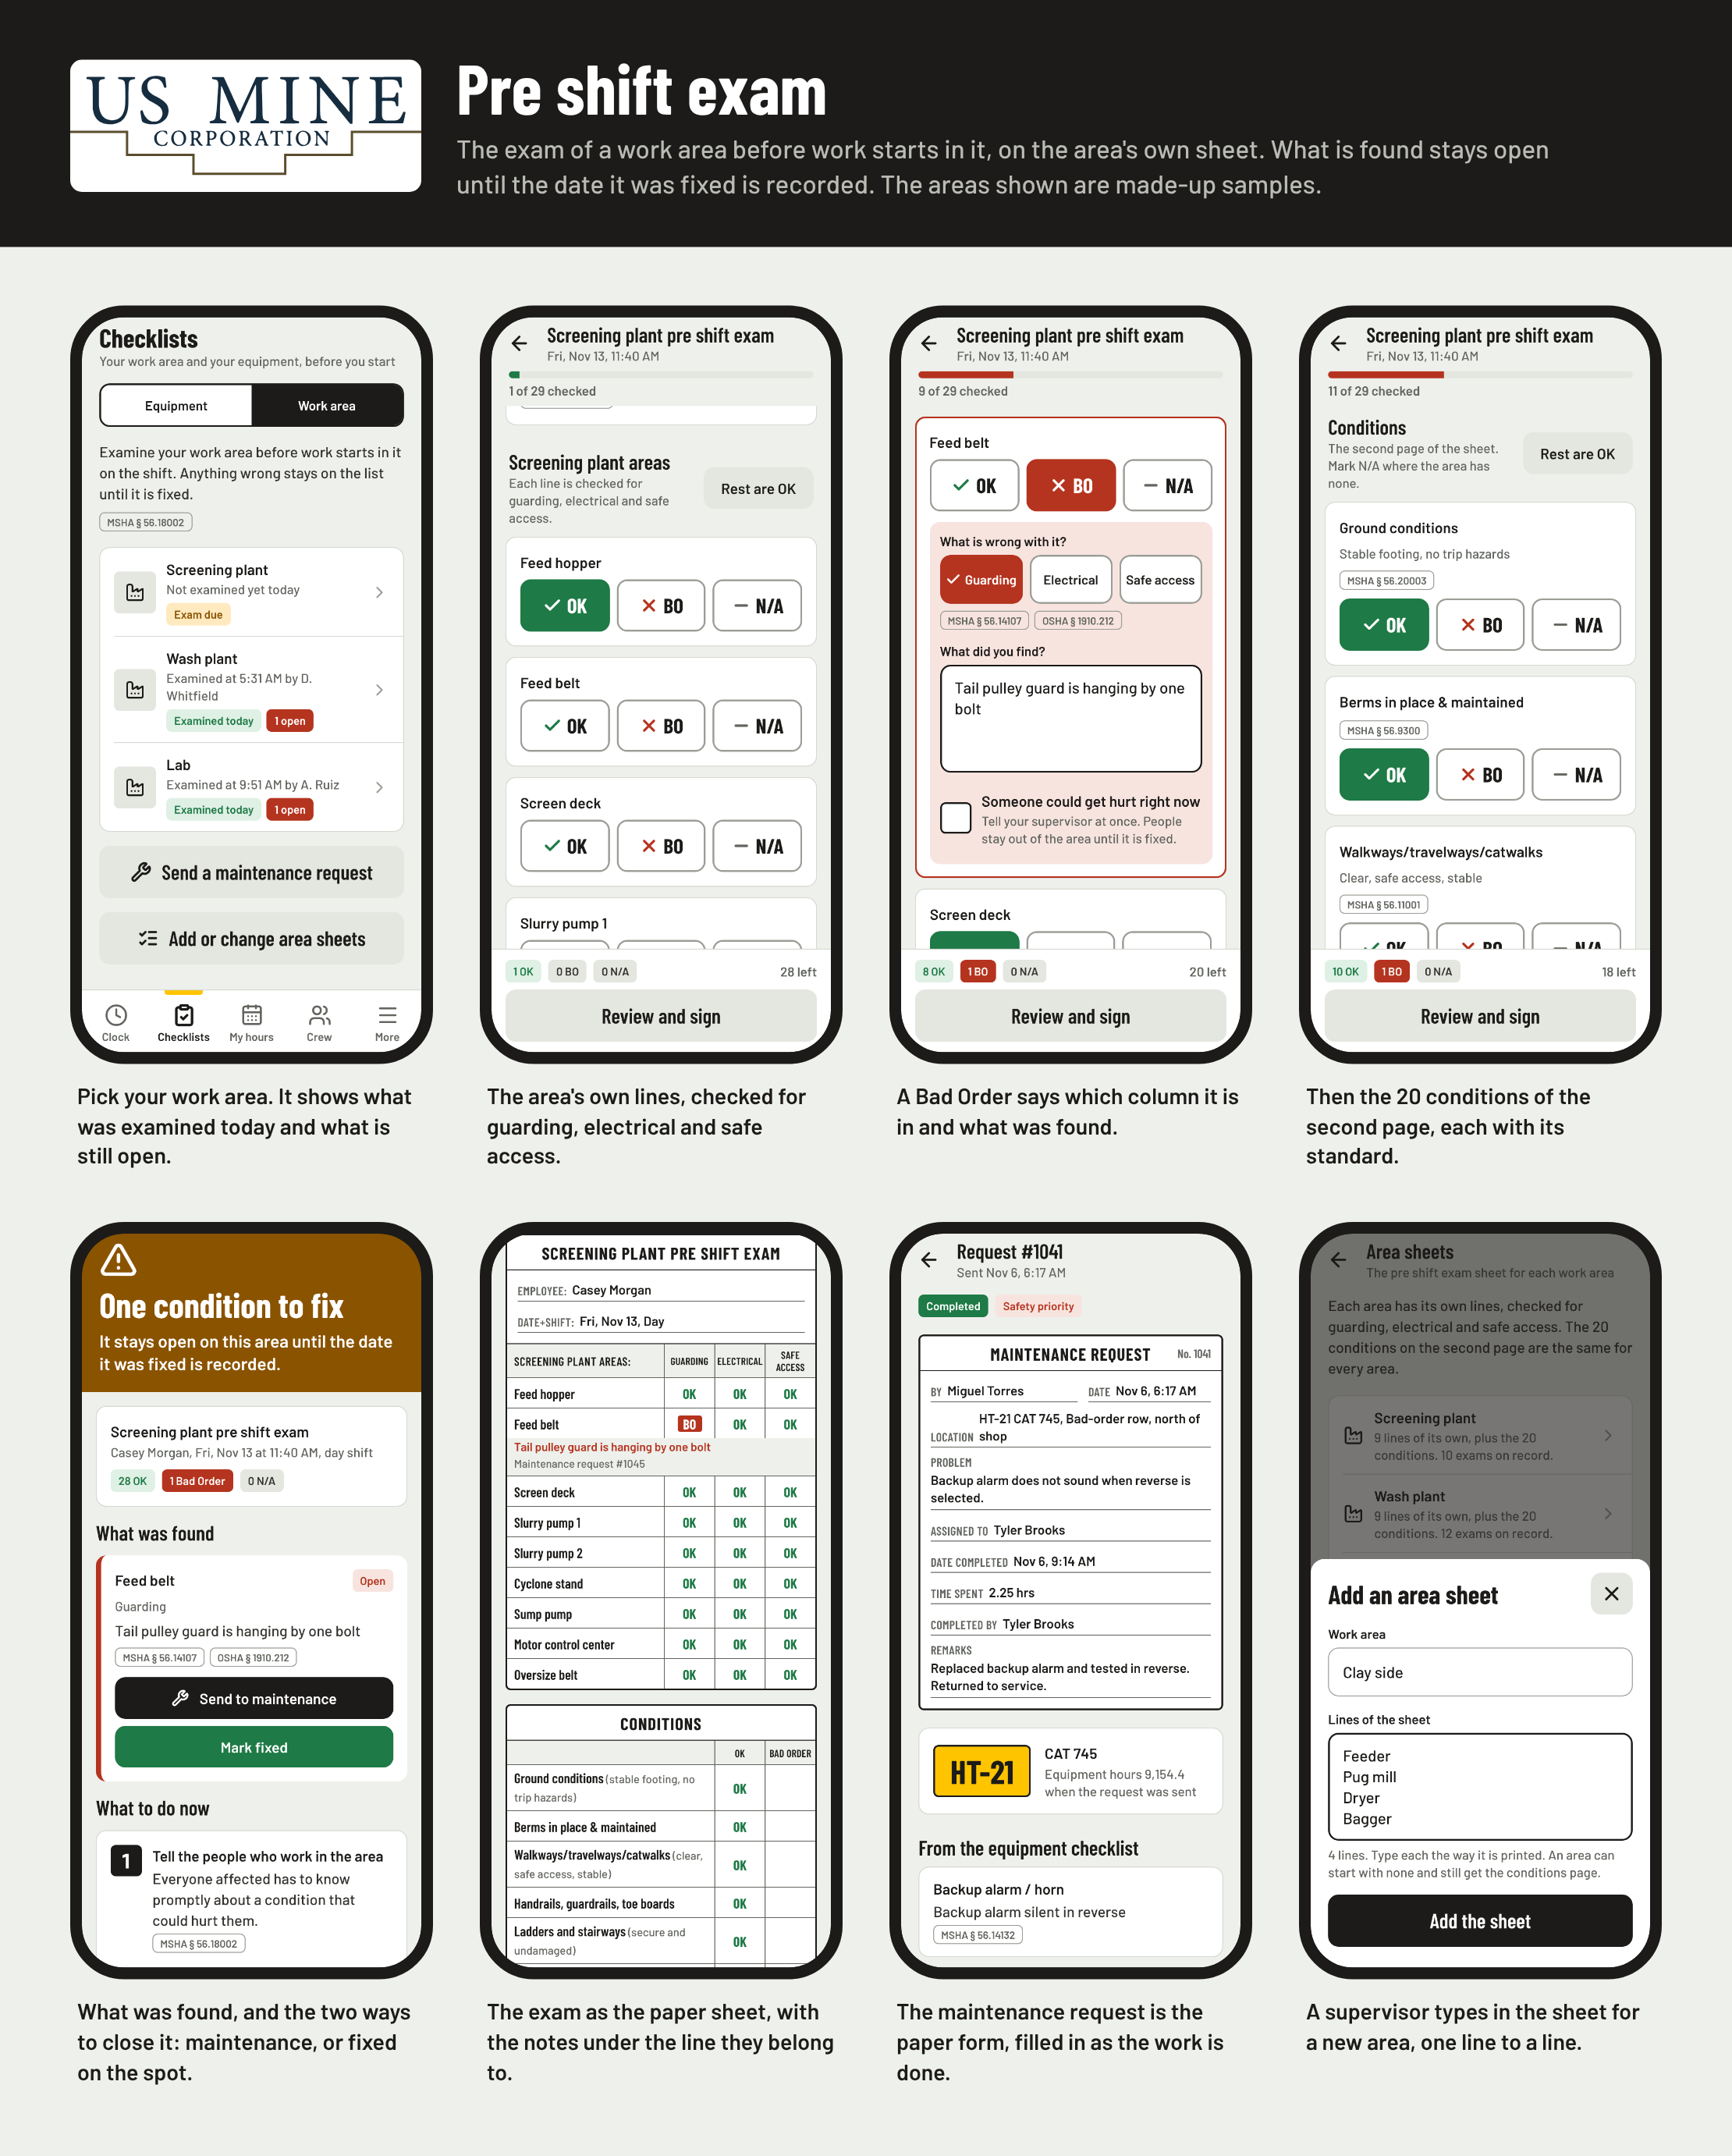 US MINE
CORPORATION
Pre shift exam
The exam of a work area before work starts in it, on the area's own sheet. What is found stays open
until the date it was fixed is recorded. The areas shown are made-up samples.
Checklists
Your work area and your equipment, before you start
Equipment
Work area
Examine your work area before work starts in it
on the shift. Anything wrong stays on the list
until it is fixed.
MSHA § 56.18002
Screening plant
Not examined yet today
Exam due
Wash plant
Examined at 5:31 AM by D.
Whitfield
Examined today
1 open
Lab
Examined at 9:51 AM by A. Ruiz
Examined today
1 open
Send a maintenance request
Add or change area sheets
Clock
Checklists
My hours
Crew
More
Pick your work area. It shows what
was examined today and what is
still open.
Screening plant pre shift exam
Fri, Nov 13, 11:40 AM
1 of 29 checked
Screening plant areas
Each line is checked for
guarding, electrical and safe
access.
Rest are OK
Feed hopper
OK
BO
N/A
Feed belt
OK
BO
N/A
Screen deck
OK
BO
N/A
Slurry pump 1
1 OK
0 BO
0 N/A
28 left
Review and sign
The area's own lines, checked for
guarding, electrical and safe
access.
Screening plant pre shift exam
Fri, Nov 13, 11:40 AM
9 of 29 checked
Feed belt
OK
BO
N/A
What is wrong with it?
Guarding
Electrical
Safe access
MSHA § 56.14107
OSHA § 1910.212
What did you find?
Tail pulley guard is hanging by one
bolt
Someone could get hurt right now
Tell your supervisor at once. People
stay out of the area until it is fixed.
Screen deck
8 OK
1 BO
0 N/A
20 left
Review and sign
A Bad Order says which column it is
in and what was found.
Screening plant pre shift exam
Fri, Nov 13, 11:40 AM
11 of 29 checked
Conditions
The second page of the sheet.
Mark N/A where the area has
none.
Rest are OK
Ground conditions
Stable footing, no trip hazards
MSHA § 56.20003
OK
BO
N/A
Berms in place & maintained
MSHA § 56.9300
OK
BO
N/A
Walkways/travelways/catwalks
Clear, safe access, stable
MSHA § 56.11001
OK
BO
N/A
10 OK
1 BO
0 N/A
18 left
Review and sign
Then the 20 conditions of the
second page, each with its
standard.
One condition to fix
It stays open on this area until the date
it was fixed is recorded.
Screening plant pre shift exam
Casey Morgan, Fri, Nov 13 at 11:40 AM, day shift
28 OK
1 Bad Order
0 N/A
What was found
Feed belt
Open
Guarding
Tail pulley guard is hanging by one bolt
MSHA § 56.14107
OSHA § 1910.212
Send to maintenance
Mark fixed
What to do now
1
Tell the people who work in the area
Everyone affected has to know
promptly about a condition that
could hurt them.
MSHA § 56.18002
What was found, and the two ways
to close it: maintenance, or fixed
on the spot.
SCREENING PLANT PRE SHIFT EXAM
EMPLOYEE: Casey Morgan
DATE+SHIFT: Fri, Nov 13, Day
SCREENING PLANT AREAS:
GUARDING
ELECTRICAL
SAFE
ACCESS
Feed hopper OK OK OK
Feed belt BO OK OK
Tail pulley guard is hanging by one bolt
Maintenance request #1045
Screen deck OK OK OK
Slurry pump 1 OK OK OK
Slurry pump 2 OK OK OK
Cyclone stand OK OK OK
Sump pump OK OK OK
Motor control center OK OK OK
Oversize belt OK OK OK
CONDITIONS
OK BAD ORDER
Ground conditions (stable footing, no
trip hazards) OK
Berms in place & maintained OK
Walkways/travelways/catwalks (clear,
safe access, stable) OK
Handrails, guardrails, toe boards OK
Ladders and stairways (secure and
undamaged) OK
The exam as the paper sheet, with
the notes under the line they belong
to.
Request #1041
Sent Nov 6, 6:17 AM
Completed
Safety priority
MAINTENANCE REQUEST
No. 1041
BY Miguel Torres
DATE Nov 6, 6:17 AM
LOCATION HT-21 CAT 745, Bad-order row, north of
shop
PROBLEM
Backup alarm does not sound when reverse is
selected.
ASSIGNED TO Tyler Brooks
DATE COMPLETED Nov 6, 9:14 AM
TIME SPENT 2.25 hrs
COMPLETED BY Tyler Brooks
REMARKS
Replaced backup alarm and tested in reverse.
Returned to service.
HT-21
CAT 745
Equipment hours 9,154.4
when the request was sent
From the equipment checklist
Backup alarm / horn
Backup alarm silent in reverse
MSHA § 56.14132
The maintenance request is the
paper form, filled in as the work is
done.
Area sheets
The pre shift exam sheet for each work area
Each area has its own lines, checked for
guarding, electrical and safe access. The 20
conditions on the second page are the same for
every area.
Screening plant
9 lines of its own, plus the 20
conditions. 10 exams on record.
Wash plant
9 lines of its own, plus the 20
conditions. 12 exams on record.
Add an area sheet
Work area
Clay side
Lines of the sheet
Feeder
Pug mill
Dryer
Bagger
4 lines. Type each the way it is printed. An area can
start with none and still get the conditions page.
Add the sheet
A supervisor types in the sheet for
a new area, one line to a line.